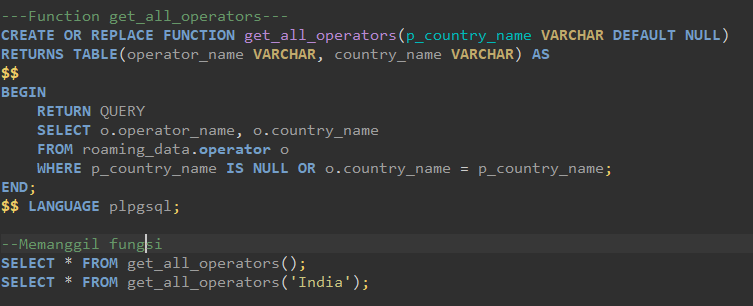 ---Function get_all_operators---
CREATE OR REPLACE FUNCTION get_all_operators(p_country_name VARCHAR DEFAULT NULL)
RETURNS TABLE(operator_name VARCHAR, country_name VARCHAR) AS
$$
BEGIN
    RETURN QUERY
    SELECT o.operator_name, o.country_name
    FROM roaming_data.operator o
    WHERE p_country_name IS NULL OR o.country_name = p_country_name;
END;
$$ LANGUAGE plpgsql;
--Memanggil fungsi
SELECT * FROM get_all_operators();
SELECT * FROM get_all_operators('India');